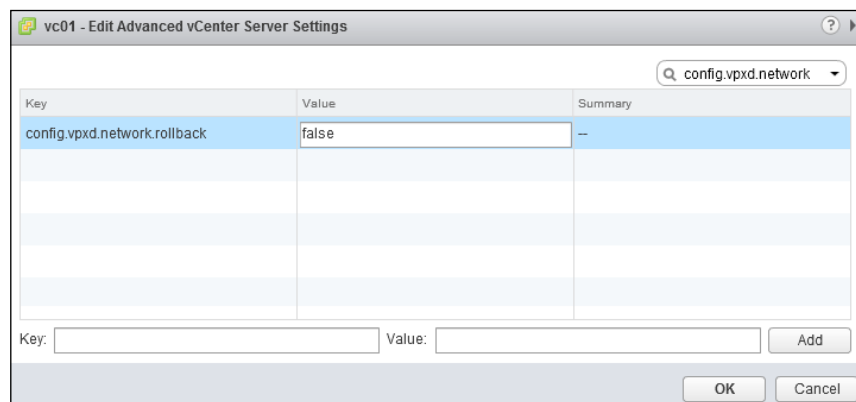 vc01 - Edit Advanced vCenter Server Settings ?
config.vpxd.network
Key Value Summary
config.vpxd.network.rollback false --
Key: Value: Add
OK Cancel